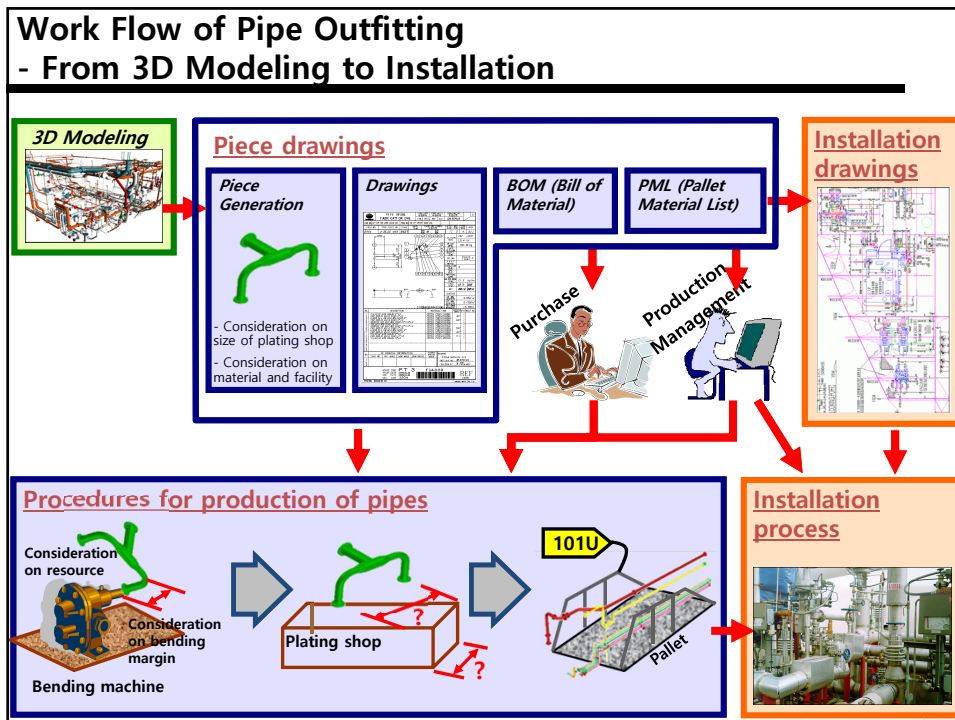 Work Flow of Pipe Outfitting
- From 3D Modeling to Installation
3D Modeling
Piece drawings
Piece
Generation
- Consideration on
size of plating shop
- Consideration on
material and facility
Drawings
BOM (Bill of
Material)
PML (Pallet
Material List)
Installation
drawings
Purchase
Production
Management
Procedures for production of pipes
Consideration
on resource
Consideration
on bending
margin
Bending machine
?
Plating shop
?
101U
Pallet
Installation
process